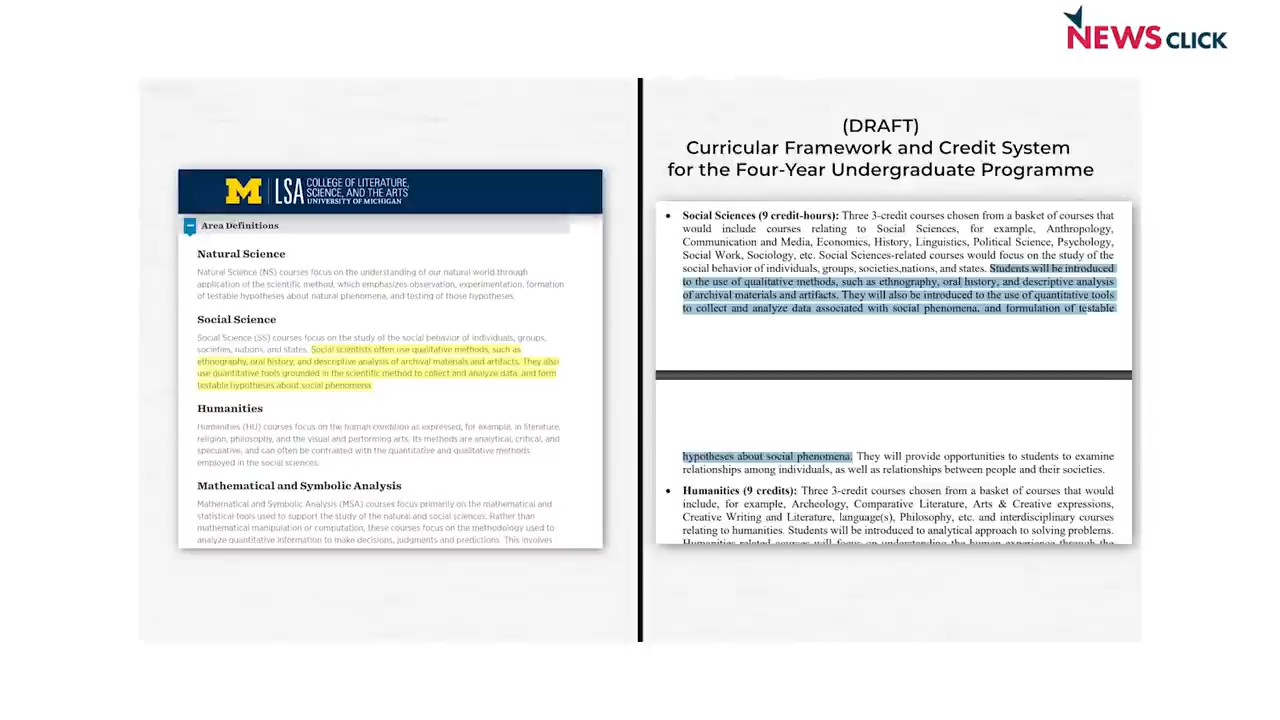 NEWS CLICK
M LSA COLLEGE OF LITERATURE,
SCIENCE, AND THE ARTS
UNIVERSITY OF MICHIGAN
Area Definitions
Natural Science
Natural Science (NS) courses focus on the understanding of our natural world through
application of the scientific method, which emphasizes observation, experimentation, formation
of testable hypotheses about natural phenomena, and testing of those hypotheses.
Social Science
Social Science (SS) courses focus on the study of the social behavior of individuals, groups,
societies, nations, and states. Social scientists often use qualitative methods, such as
ethnography, oral history, and descriptive analysis of archival materials and artifacts. They also
use quantitative tools grounded in the scientific method to collect and analyze data, and form
testable hypotheses about social phenomena.
Humanities
Humanities (HU) courses focus on the human condition as expressed, for example, in literature,
religion, philosophy, and the visual and performing arts. Its methods are analytical, critical, and
speculative, and can often be contrasted with the quantitative and qualitative methods
employed in the social sciences.
Mathematical and Symbolic Analysis
Mathematical and Symbolic Analysis (MSA) courses focus primarily on the mathematical and
statistical tools used to support the study of the natural and social sciences. Rather than
mathematical manipulation or computation, these courses focus on the methodology used to
analyze quantitative information to make decisions, judgments and predictions. This involves
(DRAFT)
Curricular Framework and Credit System
for the Four-Year Undergraduate Programme
• Social Sciences (9 credit-hours): Three 3-credit courses chosen from a basket of courses that
would include courses relating to Social Sciences, for example, Anthropology,
Communication and Media, Economics, History, Linguistics, Political Science, Psychology,
Social Work, Sociology, etc. Social Sciences-related courses would focus on the study of the
social behavior of individuals, groups, societies,nations, and states. Students will be introduced
to the use of qualitative methods, such as ethnography, oral history, and descriptive analysis
of archival materials and artifacts. They will also be introduced to the use of quantitative tools
to collect and analyze data associated with social phenomena, and formulation of testable
hypotheses about social phenomena. They will provide opportunities to students to examine
relationships among individuals, as well as relationships between people and their societies.
• Humanities (9 credits): Three 3-credit courses chosen from a basket of courses that would
include, for example, Archeology, Comparative Literature, Arts & Creative expressions,
Creative Writing and Literature, language(s), Philosophy, etc. and interdisciplinary courses
relating to humanities. Students will be introduced to analytical approach to solving problems.
Humanities related courses will focus on understanding the human experience through the